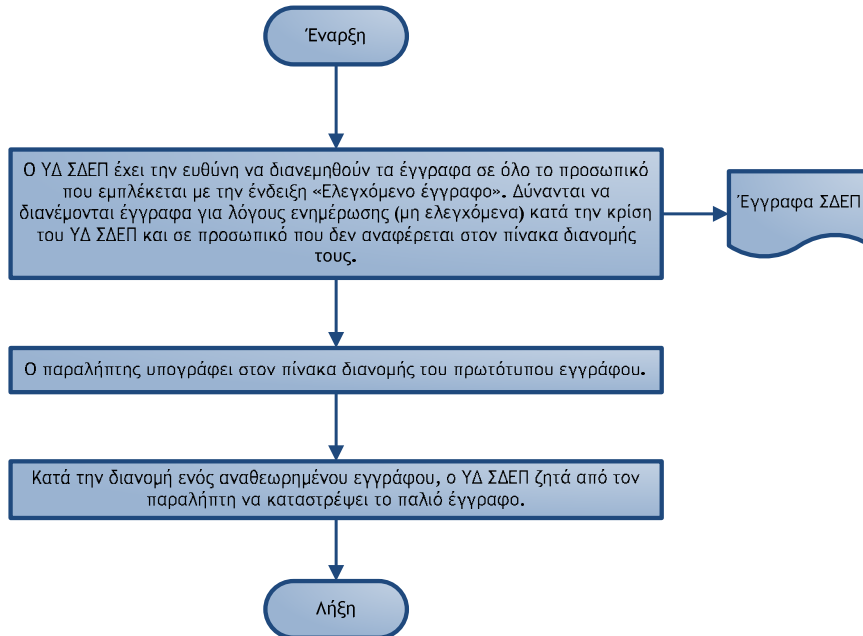 Έναρξη
Ο ΥΔ ΣΔΕΠ έχει την ευθύνη να διανεμηθούν τα έγγραφα σε όλο το προσωπικό
που εμπλέκεται με την ένδειξη «Ελεγχόμενο έγγραφο». Δύνανται να
διανέμονται έγγραφα για λόγους ενημέρωσης (μη ελεγχόμενα) κατά την κρίση
του ΥΔ ΣΔΕΠ και σε προσωπικό που δεν αναφέρεται στον πίνακα διανομής
τους.
Έγγραφα ΣΔΕΠ
Ο παραλήπτης υπογράφει στον πίνακα διανομής του πρωτότυπου εγγράφου.
Κατά την διανομή ενός αναθεωρημένου εγγράφου, ο ΥΔ ΣΔΕΠ ζητά από τον
παραλήπτη να καταστρέψει το παλιό έγγραφο.
Λήξη